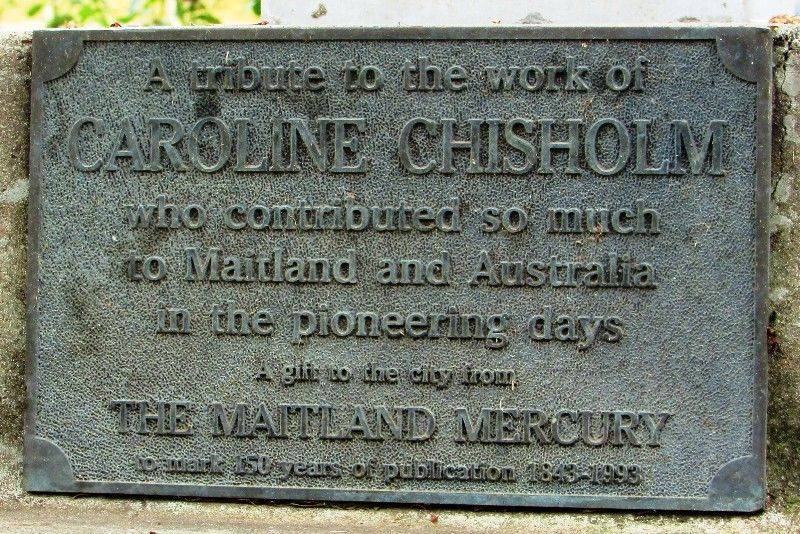 A tribute to the work of
CAROLINE CHISHOLM
who contributed so much
to Maitland and Australia
in the pioneering days
A gift to the city from
THE MAITLAND MERCURY
to mark 150 years of publication 1843-1993